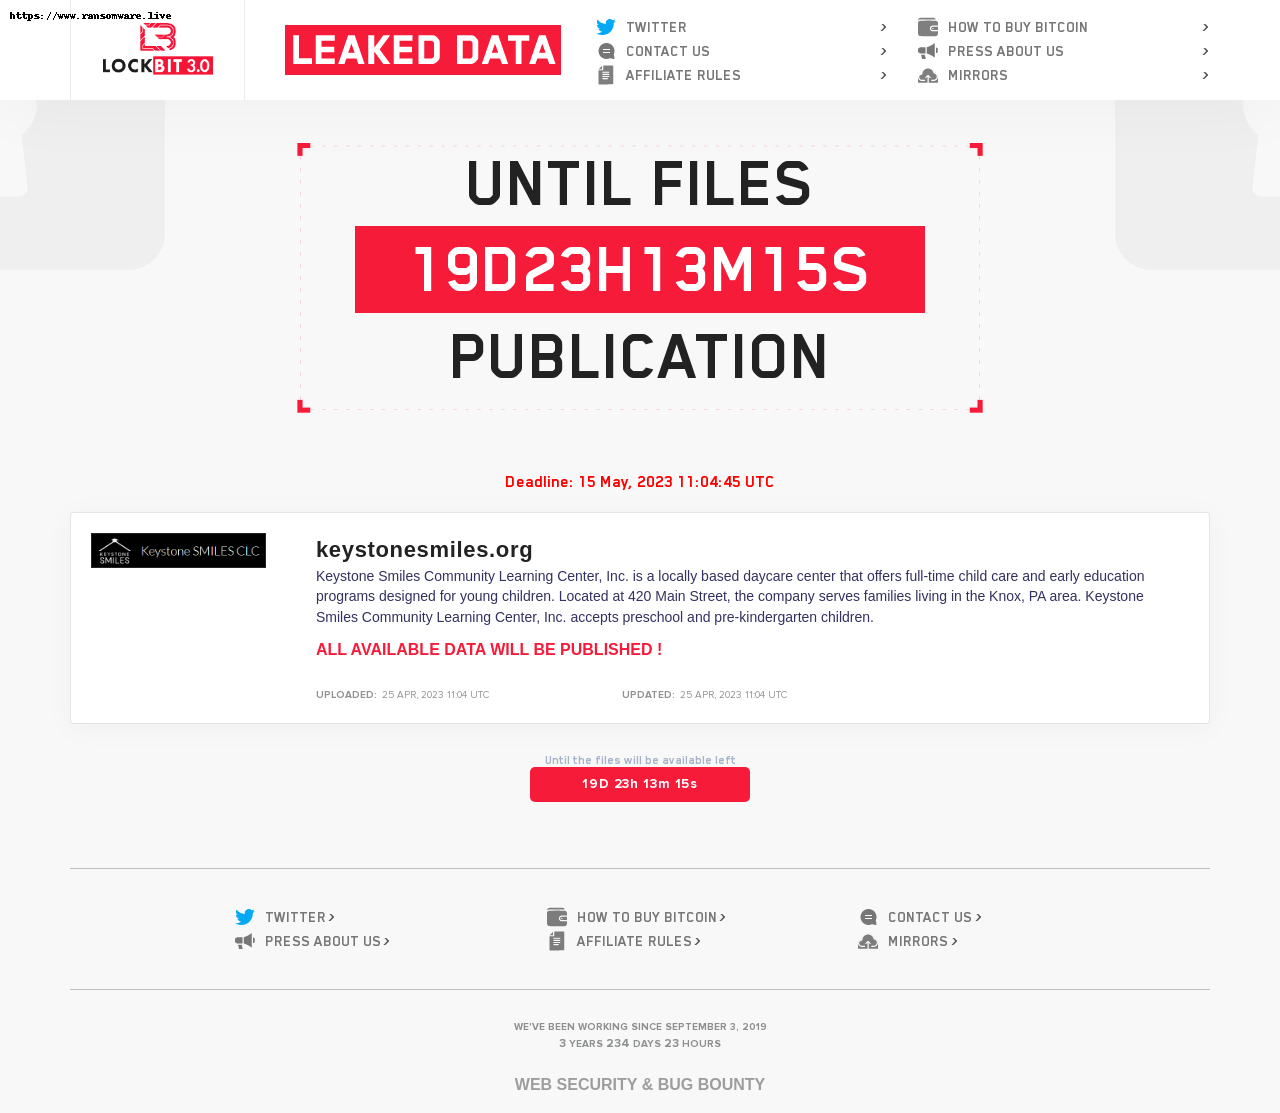 https://www.ransomware.live
LOCKBIT 3.0
LEAKED DATA
TWITTER
CONTACT US
AFFILIATE RULES
HOW TO BUY BITCOIN
PRESS ABOUT US
MIRRORS
UNTIL FILES
19D23H13M15S
PUBLICATION
Deadline: 15 May, 2023 11:04:45 UTC
KEYSTONE
SMILES
Keystone SMILES CLC
keystonesmiles.org
Keystone Smiles Community Learning Center, Inc. is a locally based daycare center that offers full-time child care and early education
programs designed for young children. Located at 420 Main Street, the company serves families living in the Knox, PA area. Keystone
Smiles Community Learning Center, Inc. accepts preschool and pre-kindergarten children.
ALL AVAILABLE DATA WILL BE PUBLISHED !
UPLOADED: 25 APR, 2023 11:04 UTC
UPDATED: 25 APR, 2023 11:04 UTC
Until the files will be available left
19D 23h 13m 15s
TWITTER
HOW TO BUY BITCOIN
CONTACT US
PRESS ABOUT US
AFFILIATE RULES
MIRRORS
WE'VE BEEN WORKING SINCE SEPTEMBER 3, 2019
3 YEARS 234 DAYS 23 HOURS
WEB SECURITY & BUG BOUNTY